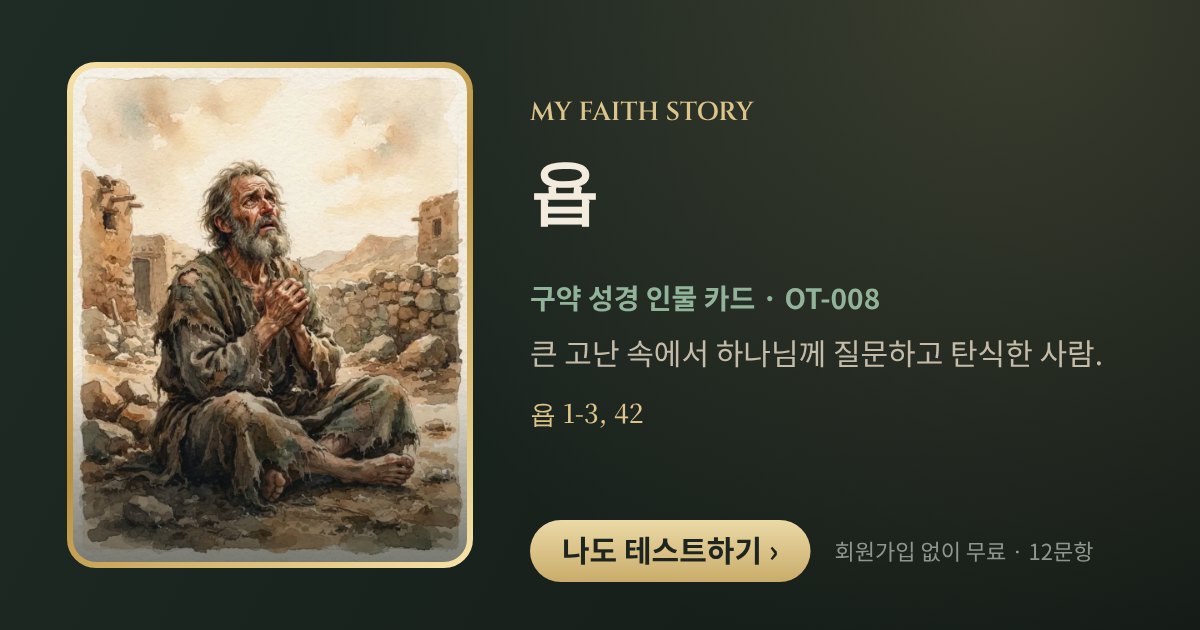 MY FAITH STORY
욥
구약 성경 인물 카드 · OT-008
큰 고난 속에서 하나님께 질문하고 탄식한 사람.
욥 1-3, 42
나도 테스트하기 ›
회원가입 없이 무료 · 12문항